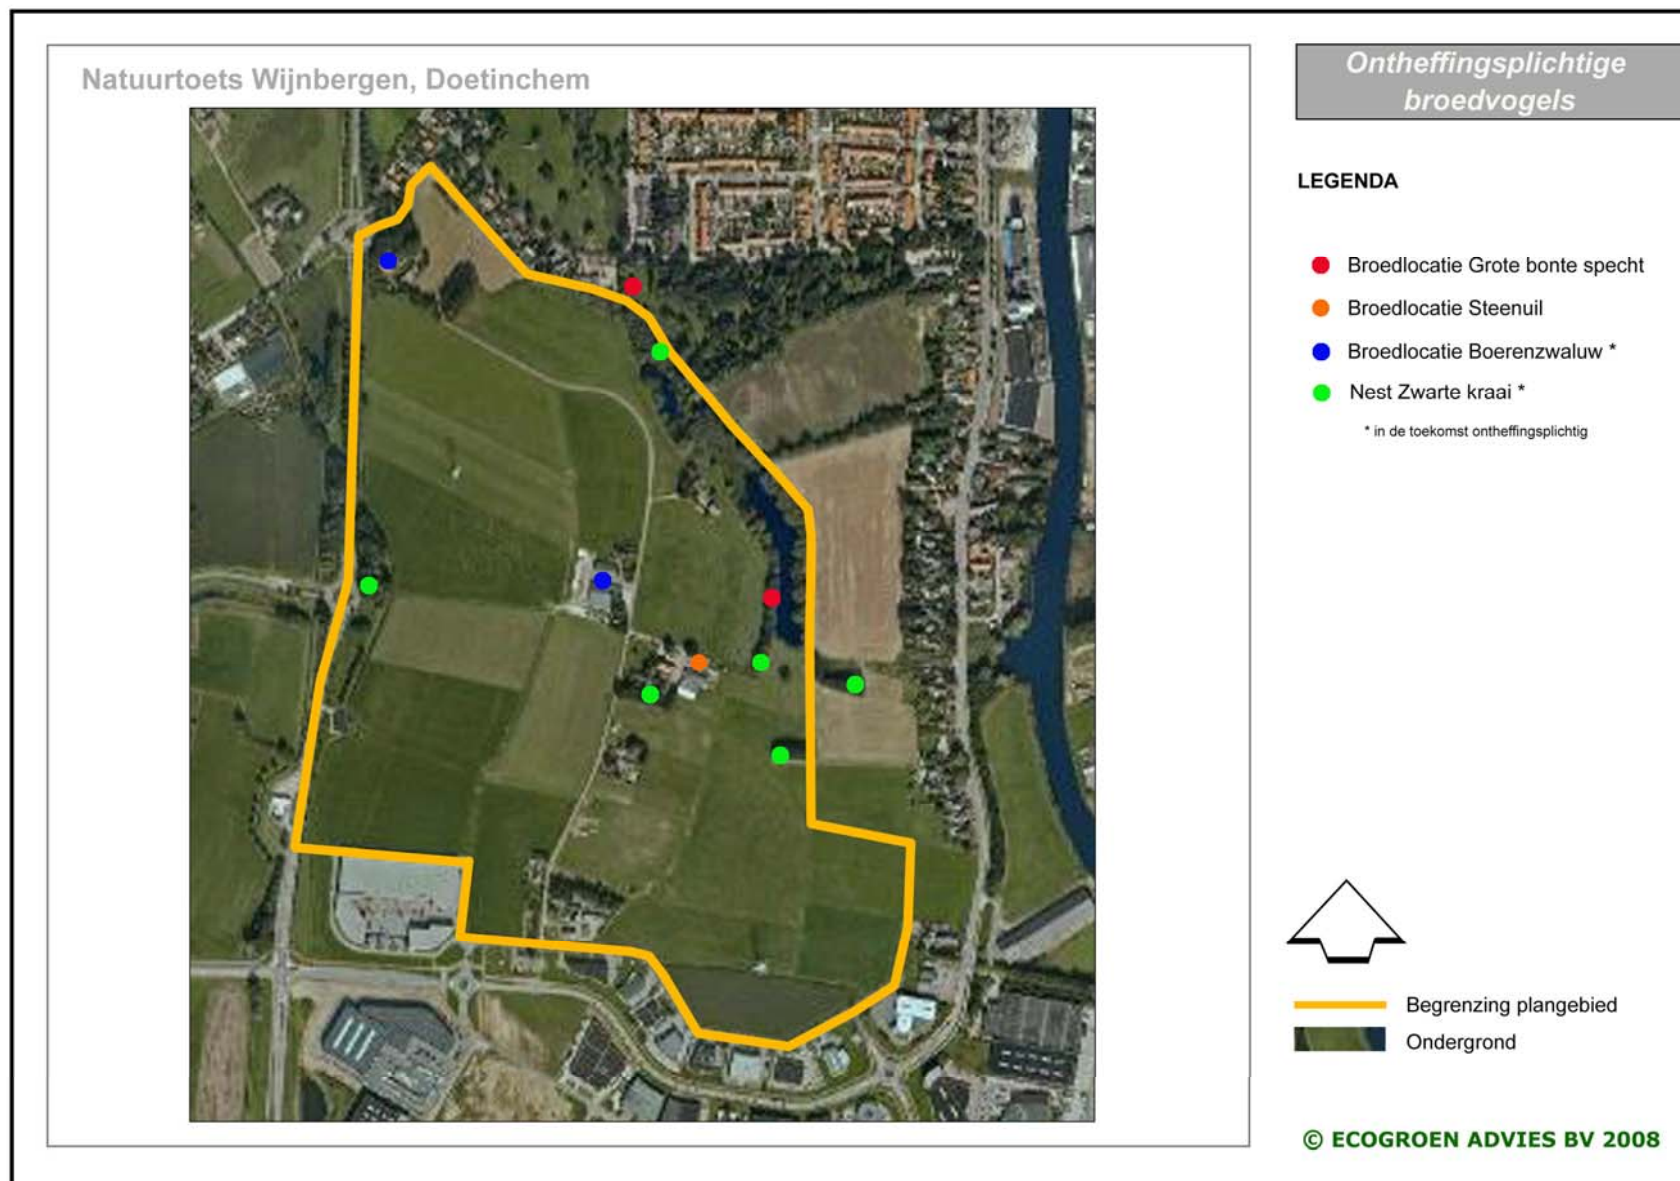 Natuurtoets Wijnbergen, Doetinchem
Ontheffingsplichtige
broedvogels
LEGENDA
Broedlocatie Grote bonte specht
Broedlocatie Steenuil
Broedlocatie Boerenzwaluw *
Nest Zwarte kraai *
* in de toekomst ontheffingsplichtig
Begrenzing plangebied
Ondergrond
© ECOGROEN ADVIES BV 2008